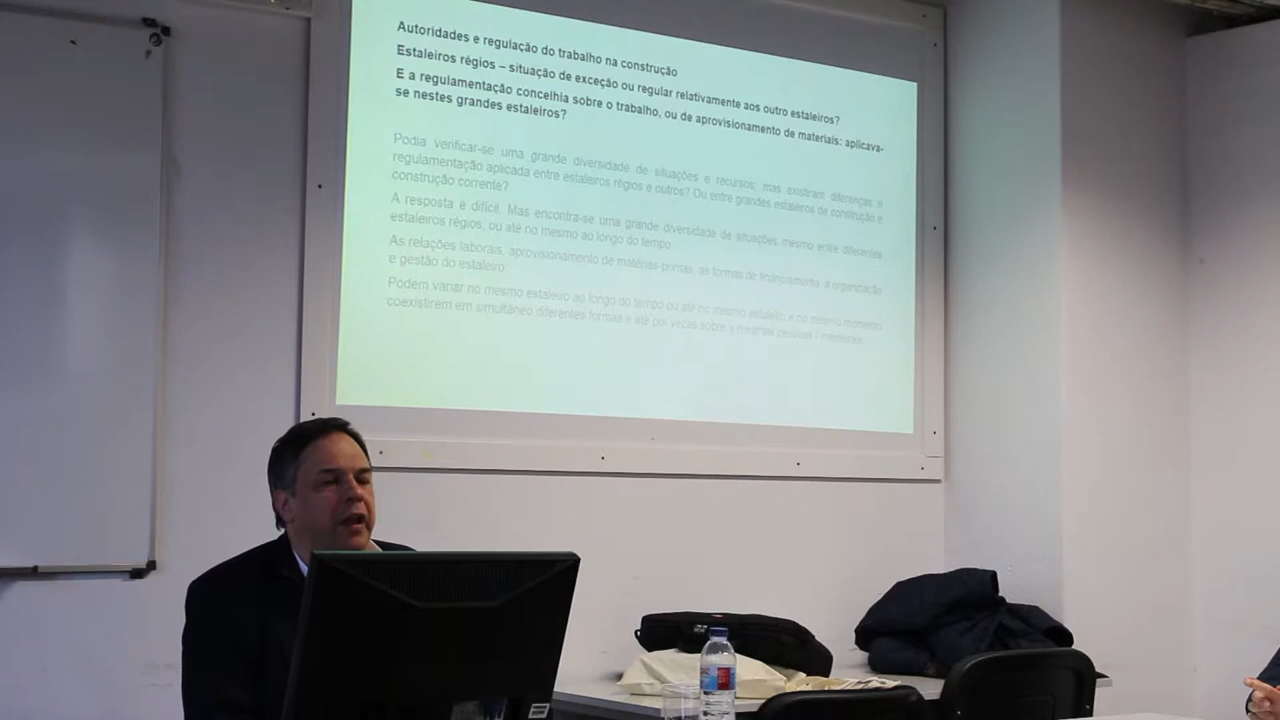 Autoridades e regulação do trabalho na construção
Estaleiros régios – situação de exceção ou regular relativamente aos outro estaleiros?
E a regulamentação concelhia sobre o trabalho, ou de aprovisionamento de materiais: aplicava-
se nestes grandes estaleiros?
Podia verificar-se uma grande diversidade de situações e recursos, mas existiram diferenças n
regulamentação aplicada entre estaleiros régios e outros? Ou entre grandes estaleiros de construção e
construção corrente?
A resposta é difícil. Mas encontra-se uma grande diversidade de situações mesmo entre diferentes
estaleiros régios, ou até no mesmo ao longo do tempo
As relações laborais, aprovisionamento de matérias-primas, as formas de financiamento, a organização
e gestão do estaleiro
Podem variar no mesmo estaleiro ao longo do tempo ou até no mesmo estaleiro e no mesmo momento
coexistirem em simultâneo diferentes formas e até por vezes sobre